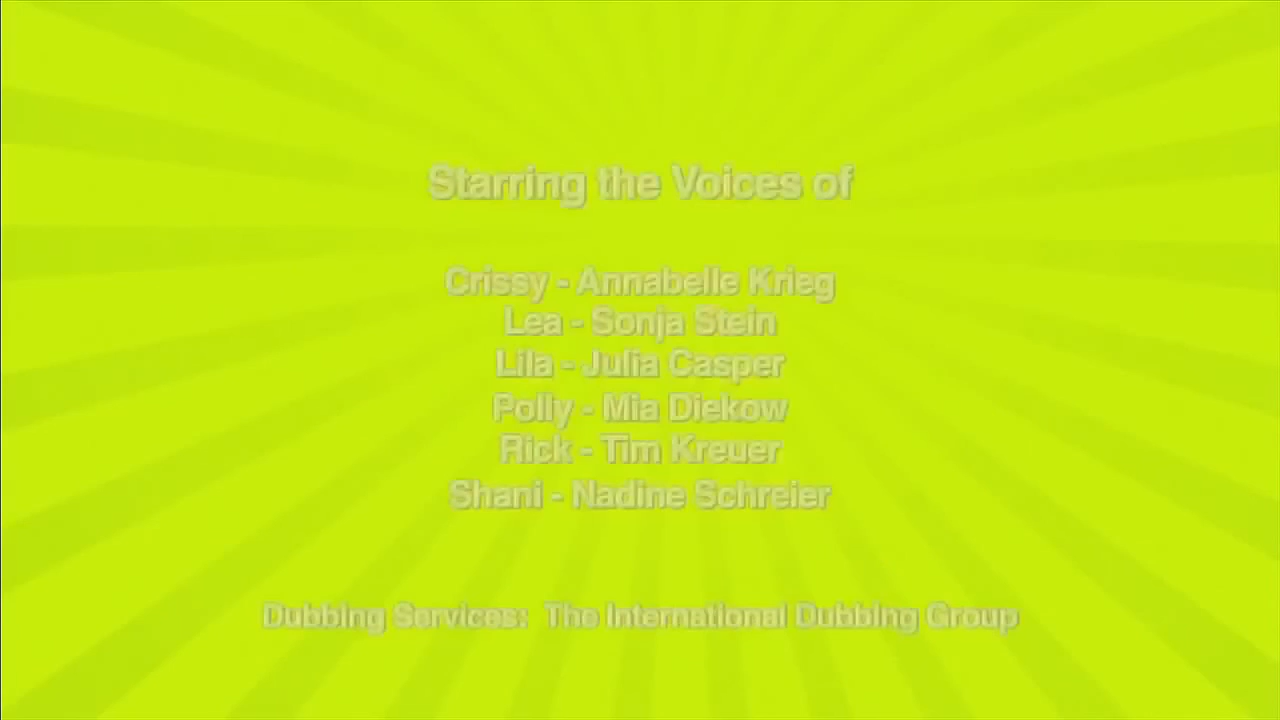 Starring the Voices of
Crissy - Annabelle Krieg
Lea - Sonja Stein
Lila - Julia Casper
Polly - Mia Diekow
Rick - Tim Kreuer
Shani - Nadine Schreier
Dubbing Services:  The International Dubbing Group